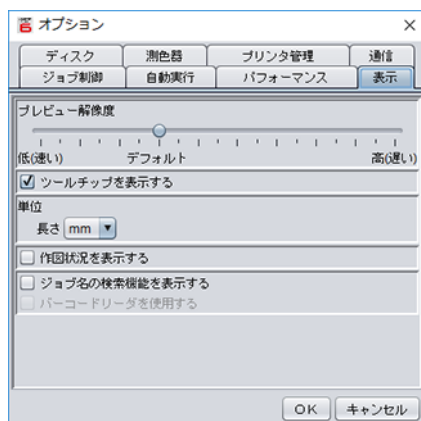 オプション
ディスク 測色器 プリンタ管理 通信
ジョブ制御 自動実行 パフォーマンス 表示
プレビュー解像度
低(速い) デフォルト 高(遅い)
ツールチップを表示する
単位
長さ mm
作図状況を表示する
ジョブ名の検索機能を表示する
バーコードリーダを使用する
OK キャンセル